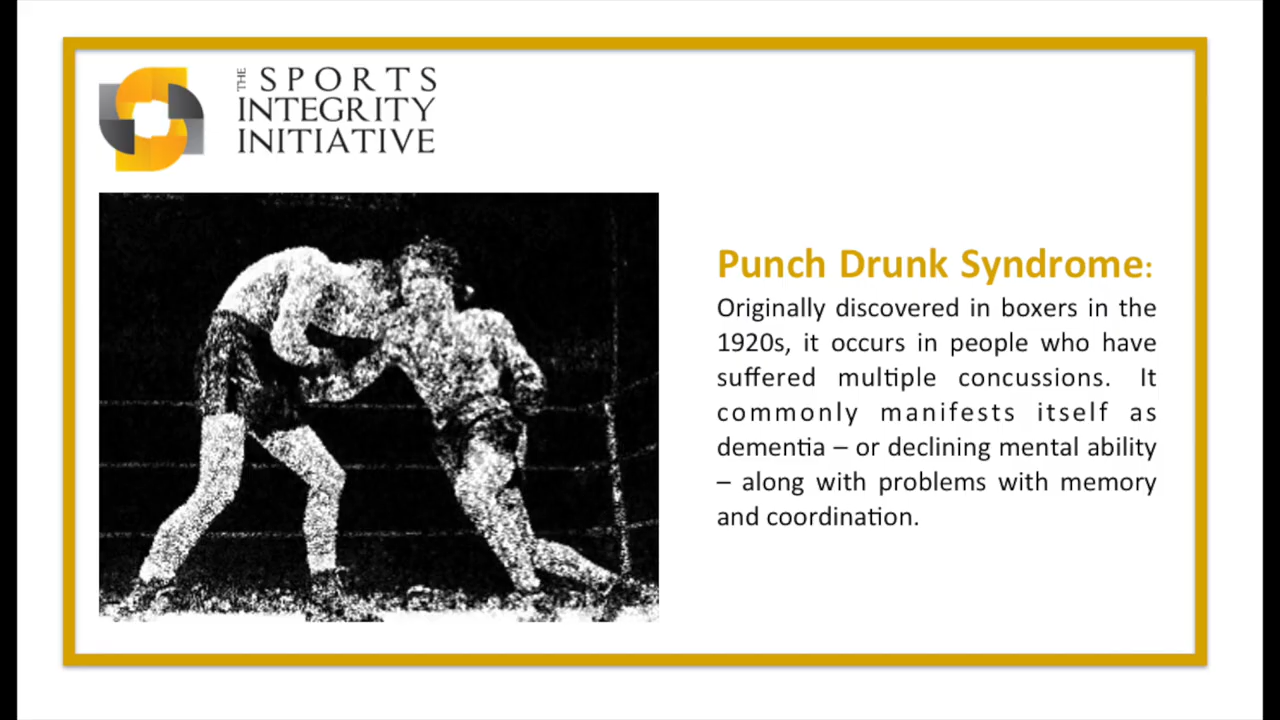 THE SPORTS
INTEGRITY
INITIATIVE
Punch Drunk Syndrome:
Originally discovered in boxers in the
1920s, it occurs in people who have
suffered multiple concussions. It
commonly manifests itself as
dementia – or declining mental ability
– along with problems with memory
and coordination.